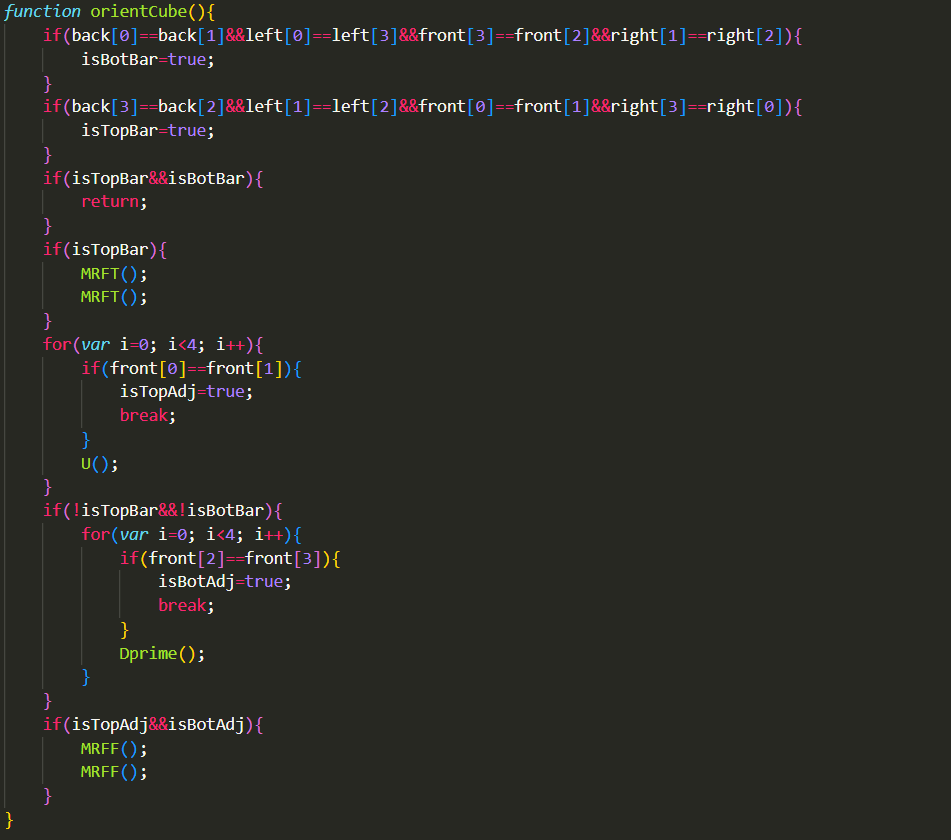 function orientCube(){
    if(back[0]==back[1]&&left[0]==left[3]&&front[3]==front[2]&&right[1]==right[2]){
        isBotBar=true;
    }
    if(back[3]==back[2]&&left[1]==left[2]&&front[0]==front[1]&&right[3]==right[0]){
        isTopBar=true;
    }
    if(isTopBar&&isBotBar){
        return;
    }
    if(isTopBar){
        MRFT();
        MRFT();
    }
    for(var i=0; i<4; i++){
        if(front[0]==front[1]){
            isTopAdj=true;
            break;
        }
        U();
    }
    if(!isTopBar&&!isBotBar){
        for(var i=0; i<4; i++){
            if(front[2]==front[3]){
                isBotAdj=true;
                break;
            }
            Dprime();
        }
    }
    if(isTopAdj&&isBotAdj){
        MRFF();
        MRFF();
    }
}